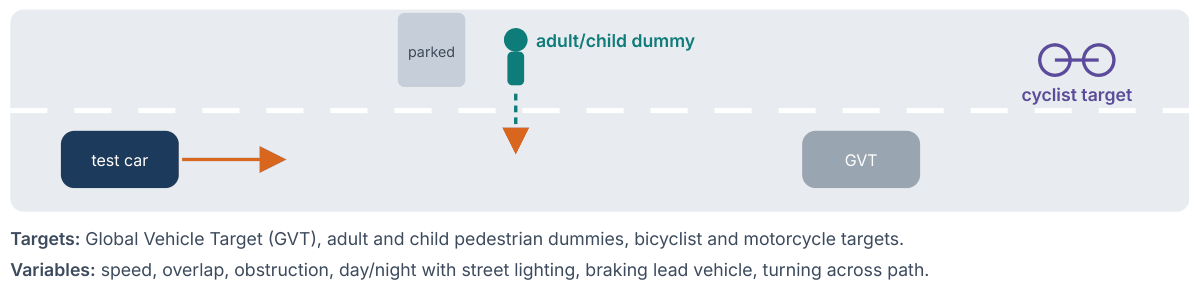 parked
adult/child dummy
cyclist target
test car
GVT
Targets: Global Vehicle Target (GVT), adult and child pedestrian dummies, bicyclist and motorcycle targets.
Variables: speed, overlap, obstruction, day/night with street lighting, braking lead vehicle, turning across path.